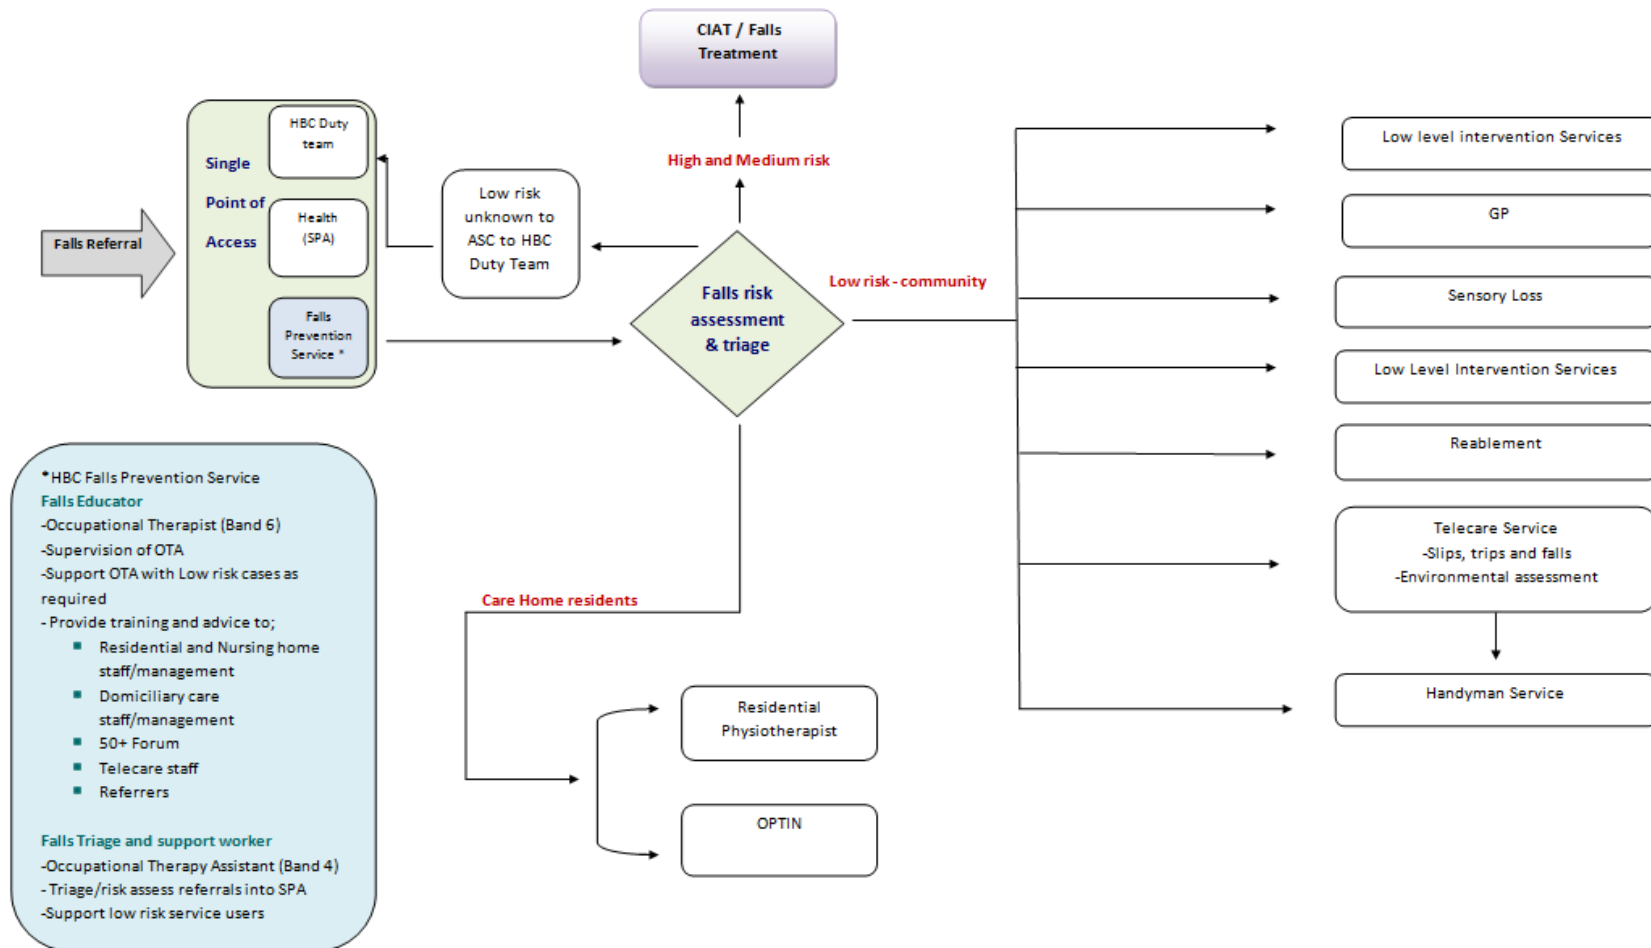 CIAT / Falls
Treatment
HBC Duty
team
Single
Point of
Access
Health
(SPA)
Falls
Prevention
Service *
Falls Referral
Low risk
unknown to
ASC to HBC
Duty Team
High and Medium risk
Falls risk
assessment
& triage
Low risk - community
Low level intervention Services
GP
Sensory Loss
Low Level Intervention Services
Reablement
Telecare Service
-Slips, trips and falls
-Environmental assessment
Handyman Service
Care Home residents
Residential
Physiotherapist
OPTIN
*HBC Falls Prevention Service
Falls Educator
-Occupational Therapist (Band 6)
-Supervision of OTA
-Support OTA with Low risk cases as
required
- Provide training and advice to;
▪ Residential and Nursing home
staff/management
▪ Domiciliary care
staff/management
▪ 50+ Forum
▪ Telecare staff
▪ Referrers
Falls Triage and support worker
-Occupational Therapy Assistant (Band 4)
- Triage/risk assess referrals into SPA
-Support low risk service users